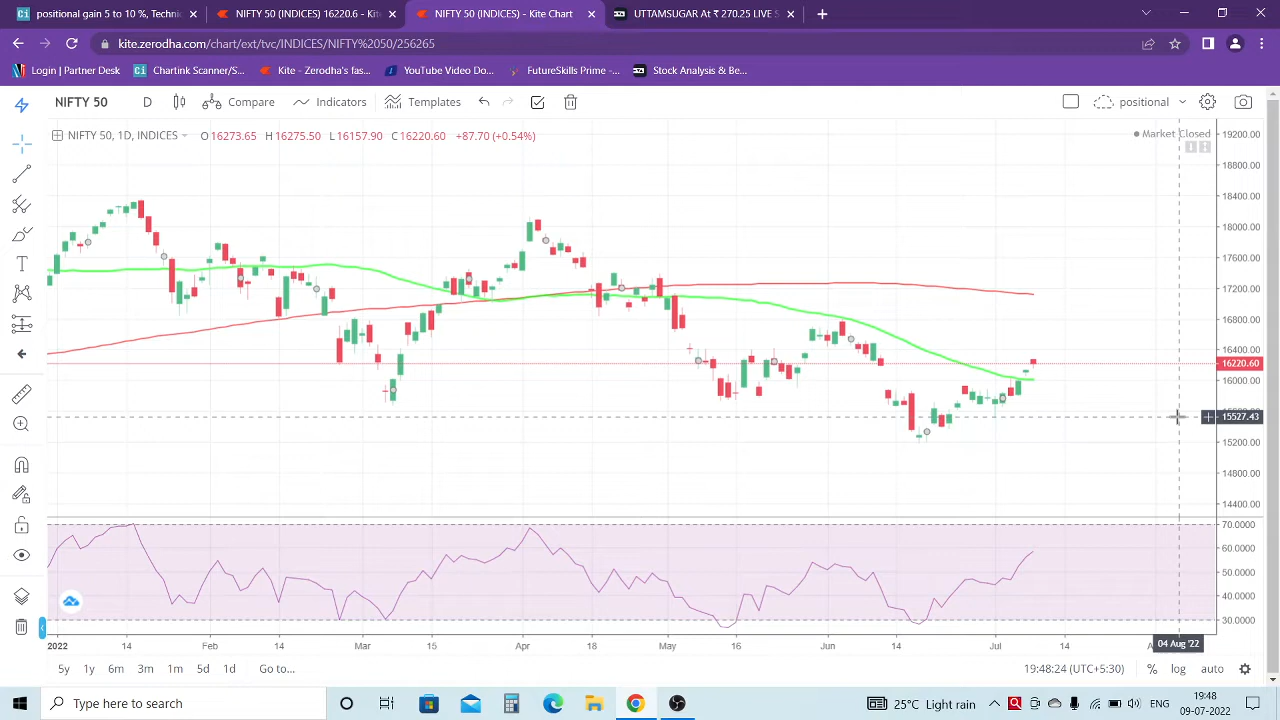 positions 5 to 10 %, Technic
NIFTY 50 (INDICES) 16220.6 - Kite
NIFTY 50 (INDICES) - Kite Chart
UTTAMSUGAR At ₹ 270.25 LIVE S
kite.zerodha.com/chart/ext/tvc/INDICES/NIFTY%2050/256265
Login | Partner Desk
Chartink Scanner/S...
Kite - Zerodha's fas...
YouTube Video Do...
FutureSkills Prime -...
Stock Analysis & Be...
NIFTY 50
D
Compare
Indicators
Templates
positional
NIFTY 50, 1D, INDICES
O16273.65 H16275.50 L16157.90 C16220.60 +87.70 (+0.54%)
Market Closed
19200.00
18800.00
18400.00
18000.00
17600.00
17200.00
16800.00
16400.00
16220.60
16000.00
15527.43
15200.00
14800.00
14400.00
70.0000
60.0000
50.0000
40.0000
30.0000
2022 14 Feb 14 Mar 15 Apr 18 May 16 Jun 14 Jul 14
04 Aug '22
5y 1y 6m 3m 1m 5d 1d Go to...
19:48:24 (UTC+5:30) % log auto
Type here to search
25°C Light rain
ENG
19:48
09-07-2022